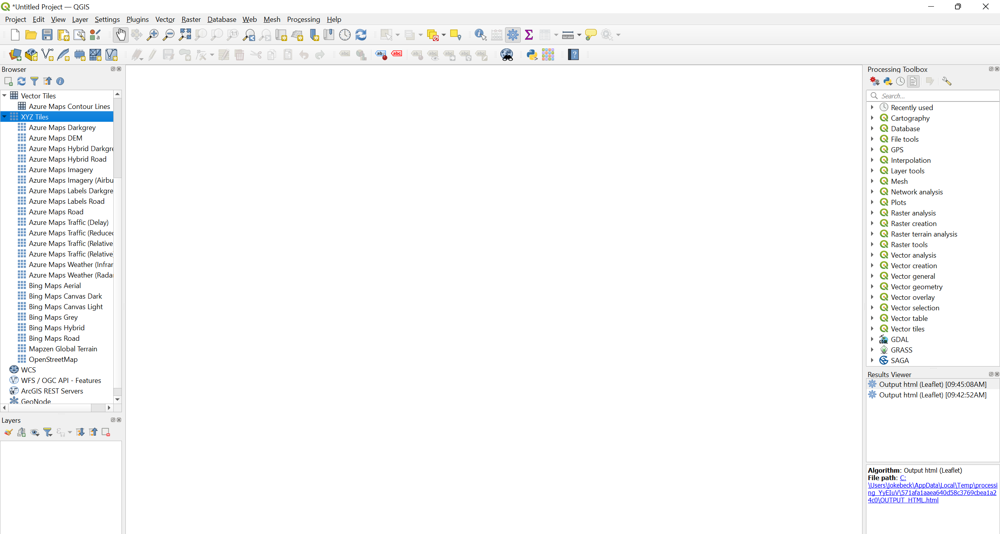 *Untitled Project — QGIS
Project Edit View Layer Settings Plugins Vector Raster Database Web Mesh Processing Help
Browser
Vector Tiles
Azure Maps Contour Lines
XYZ Tiles
Azure Maps Darkgrey
Azure Maps DEM
Azure Maps Hybrid Darkgre
Azure Maps Hybrid Road
Azure Maps Imagery
Azure Maps Imagery (Airbu
Azure Maps Labels Darkgre
Azure Maps Labels Road
Azure Maps Road
Azure Maps Traffic (Delay)
Azure Maps Traffic (Reduced
Azure Maps Traffic (Relative
Azure Maps Traffic (Relative
Azure Maps Weather (Infrar
Azure Maps Weather (Radar
Bing Maps Aerial
Bing Maps Canvas Dark
Bing Maps Canvas Light
Bing Maps Grey
Bing Maps Hybrid
Bing Maps Road
Mapzen Global Terrain
OpenStreetMap
WCS
WFS / OGC API - Features
ArcGIS REST Servers
GeoNode
Layers
Processing Toolbox
Search...
Recently used
Cartography
Database
File tools
GPS
Interpolation
Layer tools
Mesh
Network analysis
Plots
Raster analysis
Raster creation
Raster terrain analysis
Raster tools
Vector analysis
Vector creation
Vector general
Vector geometry
Vector overlay
Vector selection
Vector table
Vector tiles
GDAL
GRASS
SAGA
Results Viewer
Output html (Leaflet) [09:45:08AM]
Output html (Leaflet) [09:42:52AM]
Algorithm: Output html (Leaflet)
File path: C:
\Users\jokebeck\AppData\Local\Temp\processi
ng_YyEIuV\571afa1aaea640d58c3769cbea1a2
4c0\OUTPUT_HTML.html